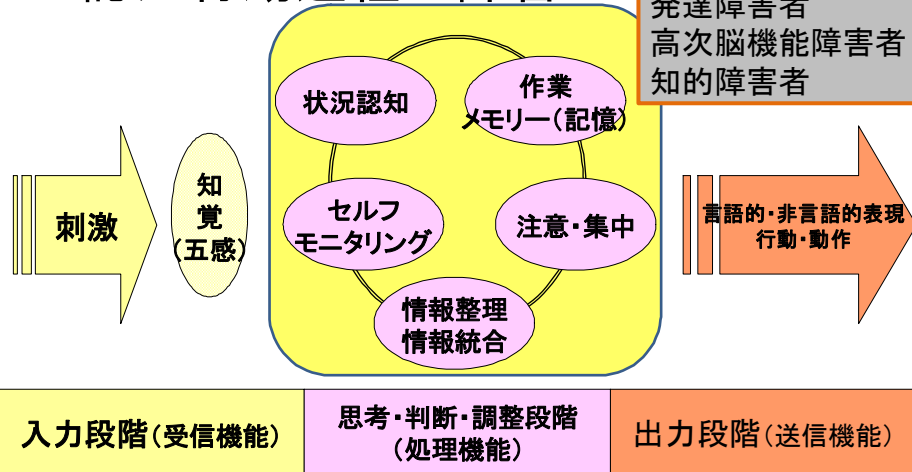 発達障害者
高次脳機能障害者
知的障害者
状況認知
作業
メモリー(記憶)
刺激
知
覚
(五感)
セルフ
モニタリング
注意・集中
言語的・非言語的表現
行動・動作
情報整理
情報統合
入力段階(受信機能)
思考・判断・調整段階
(処理機能)
出力段階(送信機能)